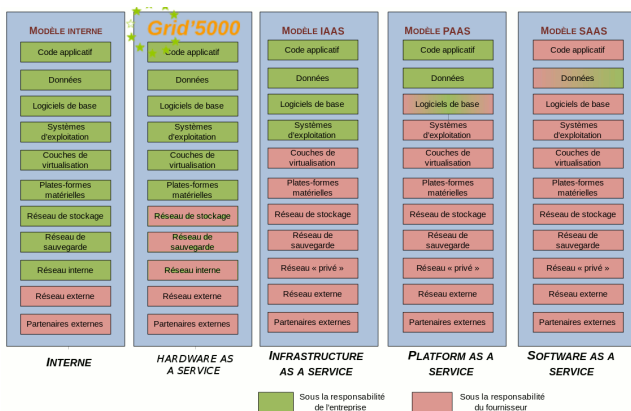 MODÈLE INTERNE
Code applicatif
Données
Logiciels de base
Systèmes
d'exploitation
Couches de
virtualisation
Plates-formes
matérielles
Réseau de stockage
Réseau de
sauvegarde
Réseau interne
Réseau externe
Partenaires externes
INTERNE
Grid'5000
Code applicatif
Données
Logiciels de base
Systèmes
d'exploitation
Couches de
virtualisation
Plates-formes
matérielles
Réseau de stockage
Réseau de
sauvegarde
Réseau interne
Réseau externe
Partenaires externes
HARDWARE AS
A SERVICE
MODÈLE IAAS
Code applicatif
Données
Logiciels de base
Systèmes
d'exploitation
Couches de
virtualisation
Plates-formes
matérielles
Réseau de stockage
Réseau de
sauvegarde
Réseau « privé »
Réseau externe
Partenaires externes
INFRASTRUCTURE
AS A SERVICE
MODÈLE PAAS
Code applicatif
Données
Logiciels de base
Systèmes
d'exploitation
Couches de
virtualisation
Plates-formes
matérielles
Réseau de stockage
Réseau de
sauvegarde
Réseau « privé »
Réseau externe
Partenaires externes
PLATFORM AS A
SERVICE
MODÈLE SAAS
Code applicatif
Données
Logiciels de base
Systèmes
d'exploitation
Couches de
virtualisation
Plates-formes
matérielles
Réseau de stockage
Réseau de
sauvegarde
Réseau « privé »
Réseau externe
Partenaires externes
SOFTWARE AS A
SERVICE
Sous la responsabilité
de l'entreprise
Sous la responsabilité
du fournisseur